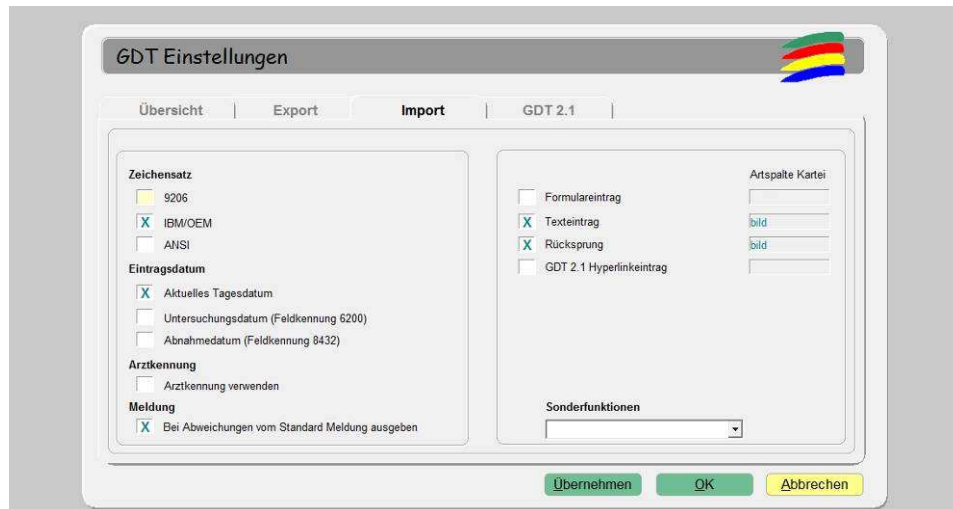 GDT Einstellungen
Übersicht | Export Import | GDT 2.1 |
Zeichensatz
9206
X IBM/OEM
ANSI
Eintragsdatum
X Aktuelles Tagesdatum
Untersuchungsdatum (Feldkennung 6200)
Abnahmedatum (Feldkennung 8432)
Arztkennung
Arztkennung verwenden
Meldung
X Bei Abweichungen vom Standard Meldung ausgeben
Artspalte Kartei
Formulareintrag
X Texteintrag bild
X Rücksprung bild
GDT 2.1 Hyperlinkeintrag
Sonderfunktionen
Übernehmen OK Abbrechen